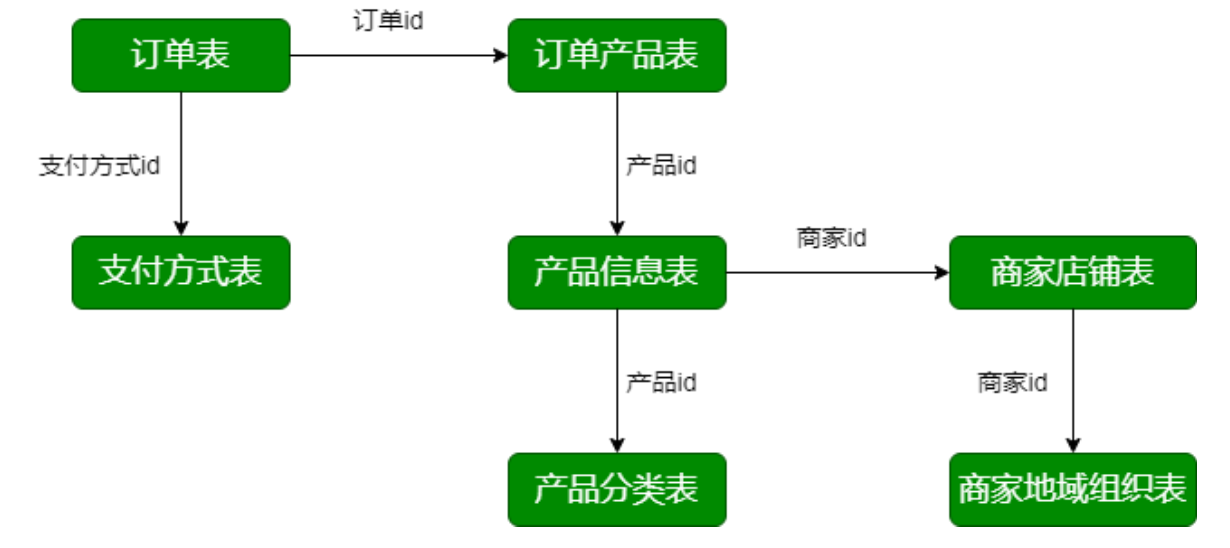 订单id
订单表
订单产品表
支付方式id
产品id
商家id
支付方式表
产品信息表
商家店铺表
产品id
商家id
产品分类表
商家地域组织表